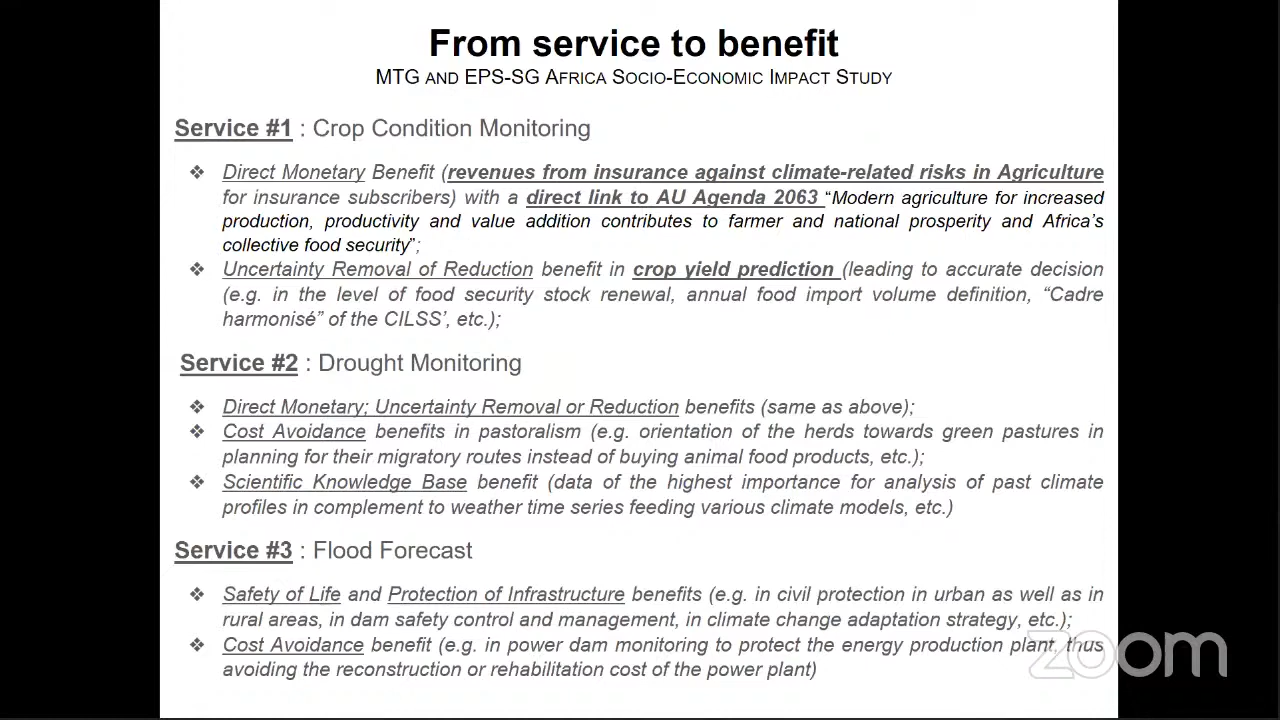 From service to benefit
MTG AND EPS-SG AFRICA SOCIO-ECONOMIC IMPACT STUDY
Service #1 : Crop Condition Monitoring
❖ Direct Monetary Benefit (revenues from insurance against climate-related risks in Agriculture
for insurance subscribers) with a direct link to AU Agenda 2063 “Modern agriculture for increased
production, productivity and value addition contributes to farmer and national prosperity and Africa’s
collective food security”;
❖ Uncertainty Removal of Reduction benefit in crop yield prediction (leading to accurate decision
(e.g. in the level of food security stock renewal, annual food import volume definition, “Cadre
harmonisé” of the CILSS’, etc.);
Service #2 : Drought Monitoring
❖ Direct Monetary; Uncertainty Removal or Reduction benefits (same as above);
❖ Cost Avoidance benefits in pastoralism (e.g. orientation of the herds towards green pastures in
planning for their migratory routes instead of buying animal food products, etc.);
❖ Scientific Knowledge Base benefit (data of the highest importance for analysis of past climate
profiles in complement to weather time series feeding various climate models, etc.)
Service #3 : Flood Forecast
❖ Safety of Life and Protection of Infrastructure benefits (e.g. in civil protection in urban as well as in
rural areas, in dam safety control and management, in climate change adaptation strategy, etc.);
❖ Cost Avoidance benefit (e.g. in power dam monitoring to protect the energy production plant, thus
avoiding the reconstruction or rehabilitation cost of the power plant)
zoom